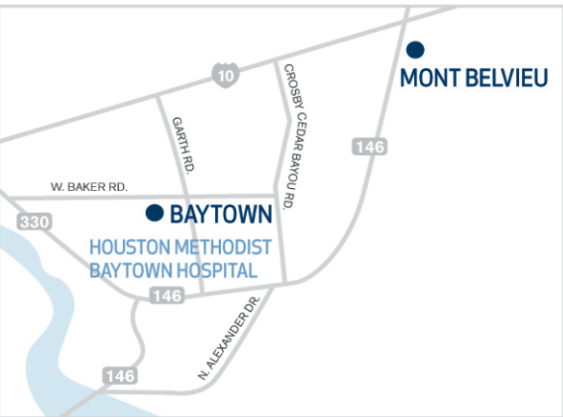 10
MONT BELVIEU
CROSBY CEDAR BAYOU RD.
GARTH RD.
146
W. BAKER RD.
BAYTOWN
330
HOUSTON METHODIST
BAYTOWN HOSPITAL
146
N. ALEXANDER DR.
146